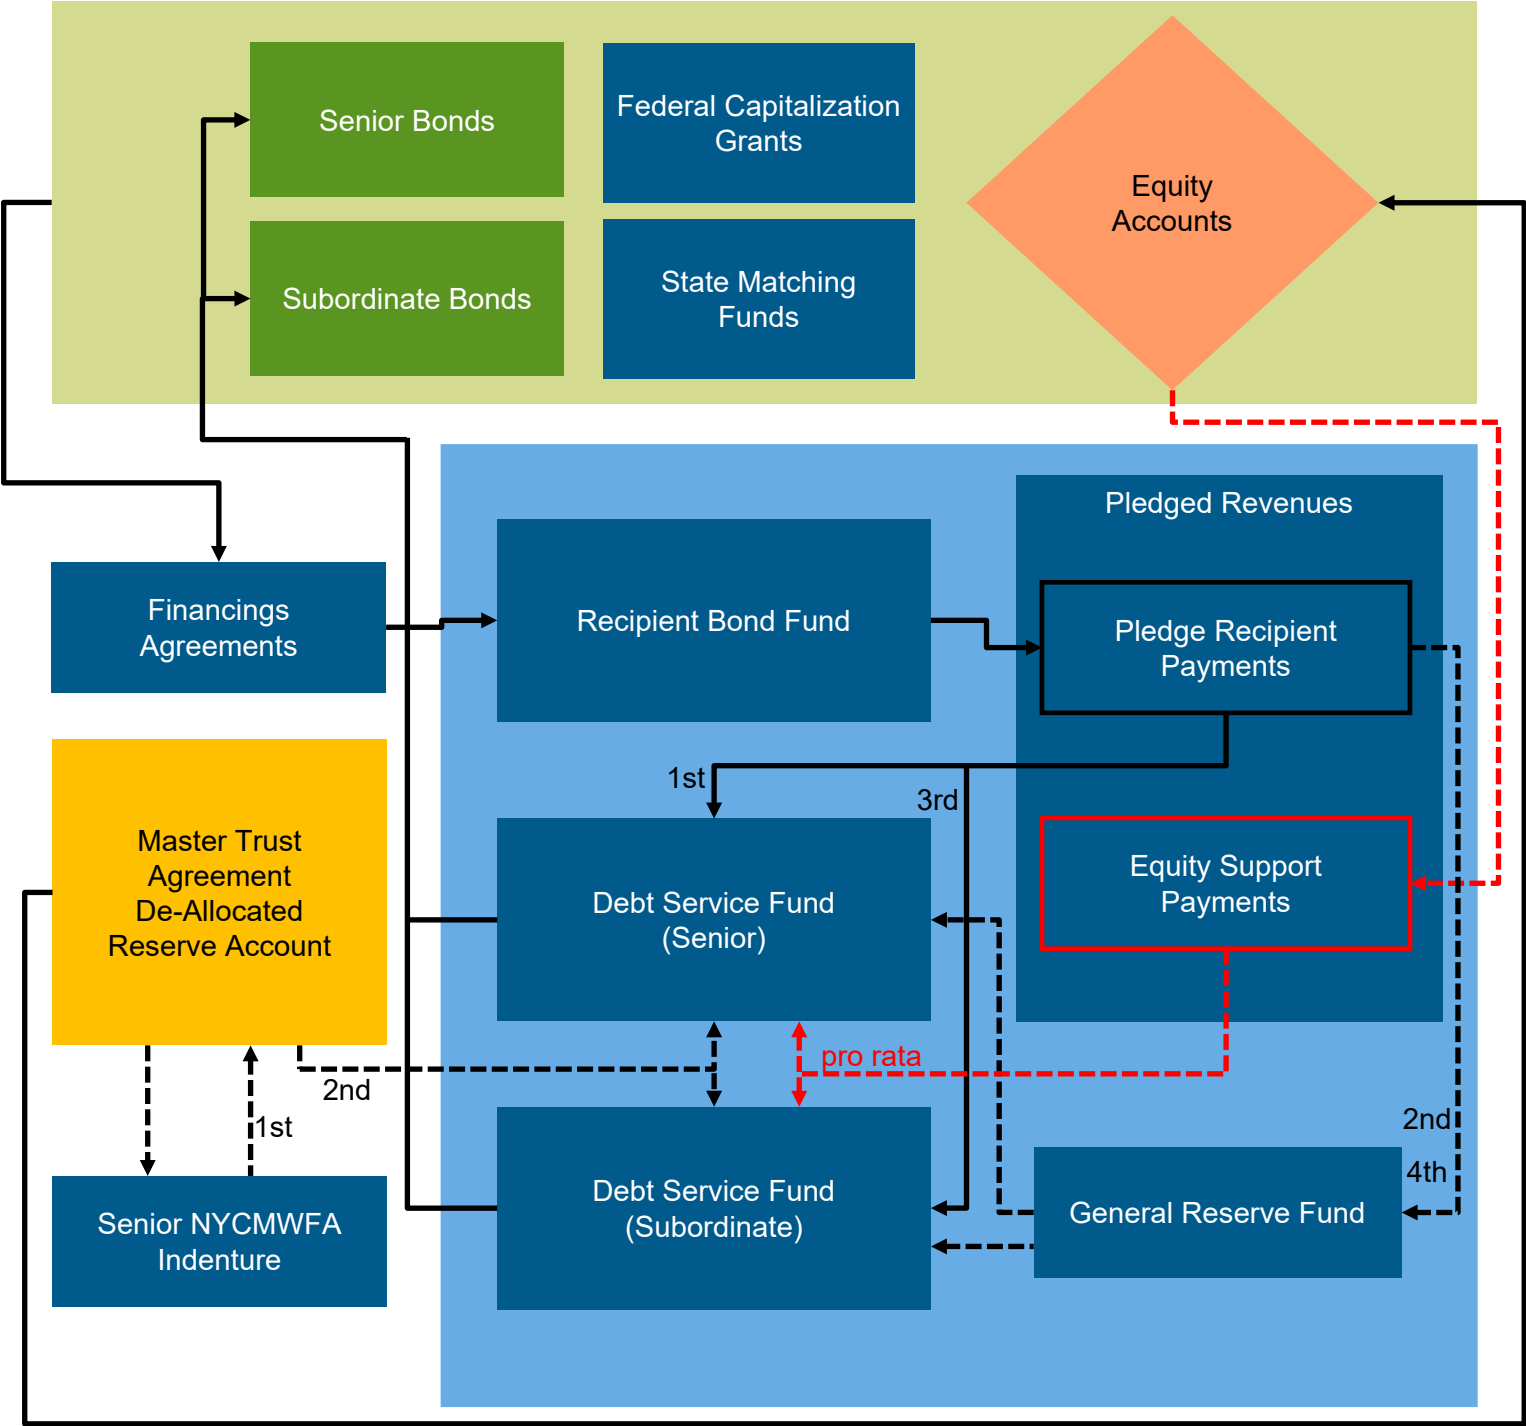 Senior Bonds
Federal Capitalization
Grants
Equity
Accounts
Subordinate Bonds
State Matching
Funds
Pledged Revenues
Financings
Agreements
Recipient Bond Fund
Pledge Recipient
Payments
1st
3rd
Master Trust
Agreement
De-Allocated
Reserve Account
Debt Service Fund
(Senior)
Equity Support
Payments
pro rata
2nd
1st
2nd
4th
Senior NYCMWFA
Indenture
Debt Service Fund
(Subordinate)
General Reserve Fund